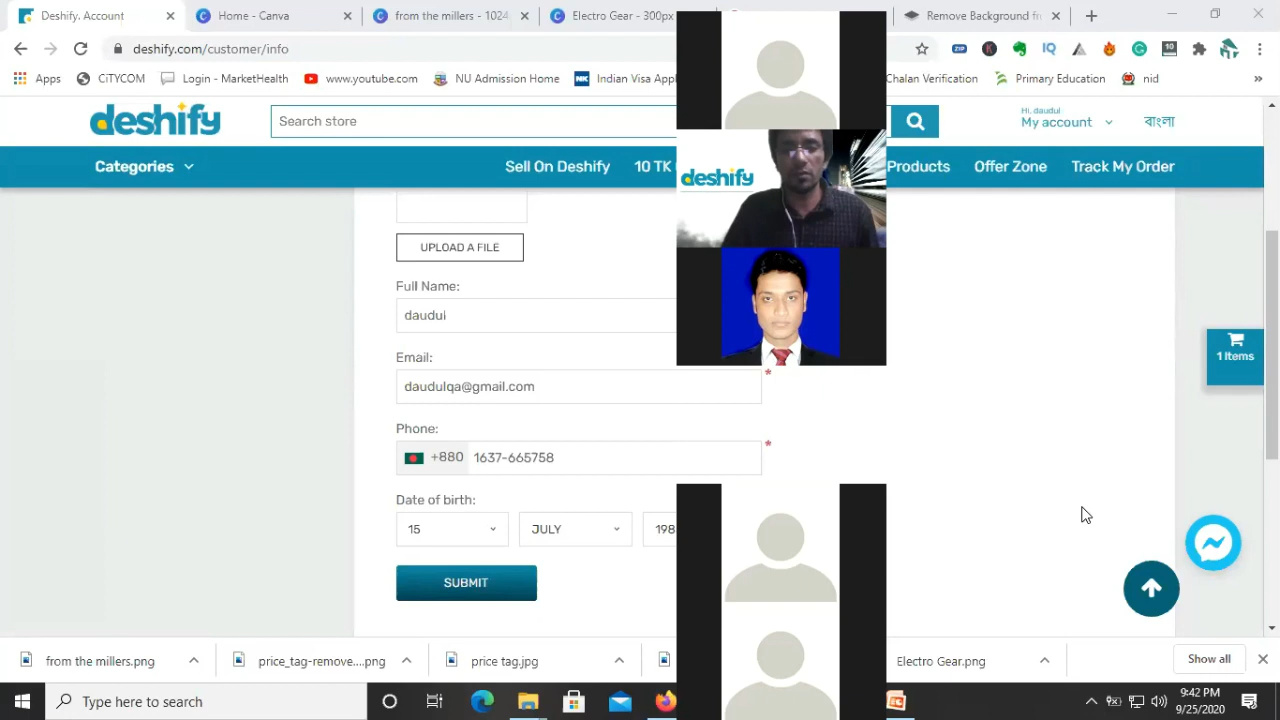 Deshify. Account
Home - Canva
from the millers - 1024
Electro Gear - 300px
Remove Background fr
deshify.com/customer/info
Apps
CiTYCOM
Login - MarketHealth
www.youtube.com
NU Admission Home
Indian Visa Appl
Chalan Verification
Primary Education
nid
deshify
Search store
Hi, daudul
My account
বাংলা
Categories
Sell On Deshify
10 TK
Products
Offer Zone
Track My Order
deshify
UPLOAD A FILE
Full Name:
daudul
1 Items
Email:
daudulqa@gmail.com
*
Phone:
+880
1637-665758
*
Date of birth:
15
JULY
198
SUBMIT
from the millers.png
price_tag-remove....png
price tag.jpg
Electro Gear.png
Show all
Type here to search
9:42 PM
9/25/2020